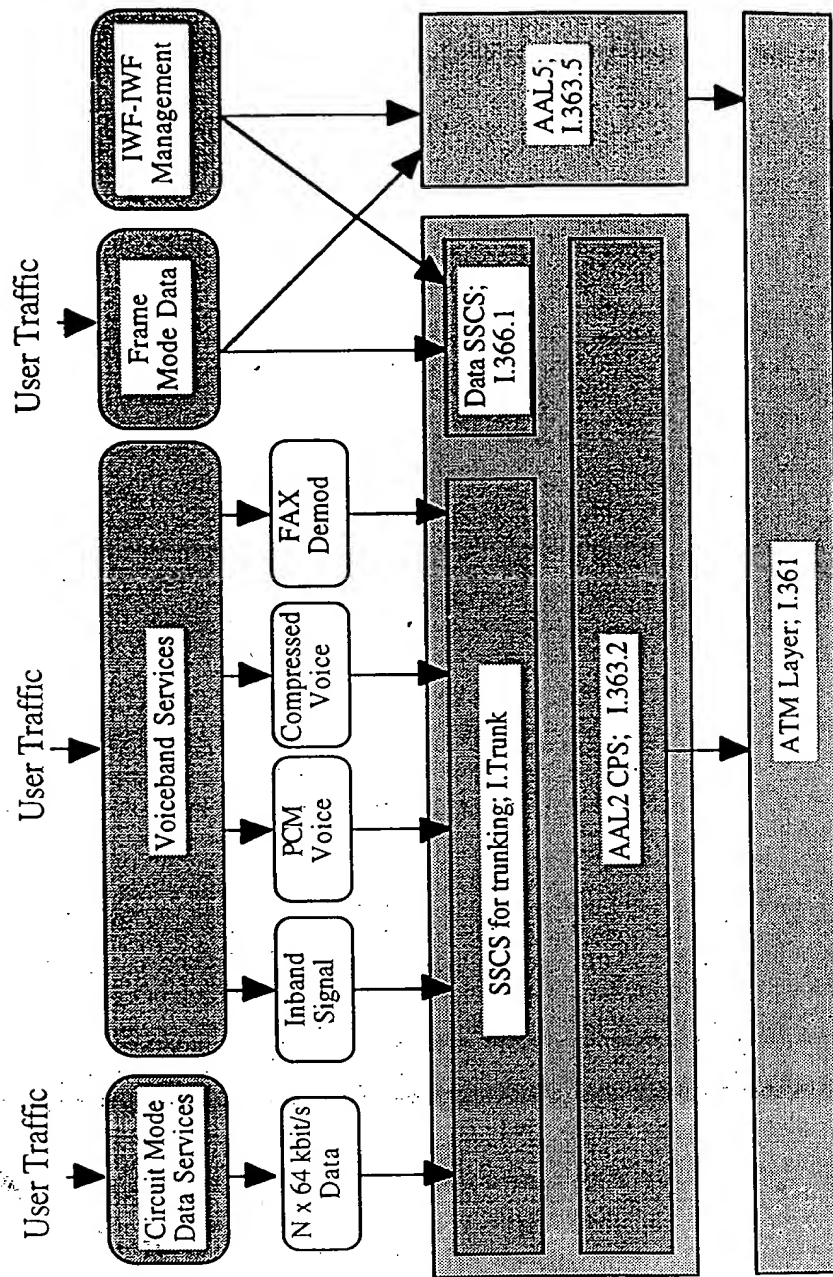 User Traffic
User Traffic
User Traffic
Circuit Mode
Data Services
Voiceband Services
Frame
Mode Data
IWF-IWF
Management
N x 64 kbit/s
Data
Inband
Signal
PCM
Voice
Compressed
Voice
FAX
Demod
SSCS for trunking; I.Trunk
Data SSCS;
I.366.1
AAL5;
I.363.5
AAL2 CPS; I.363.2
ATM Layer; I.361